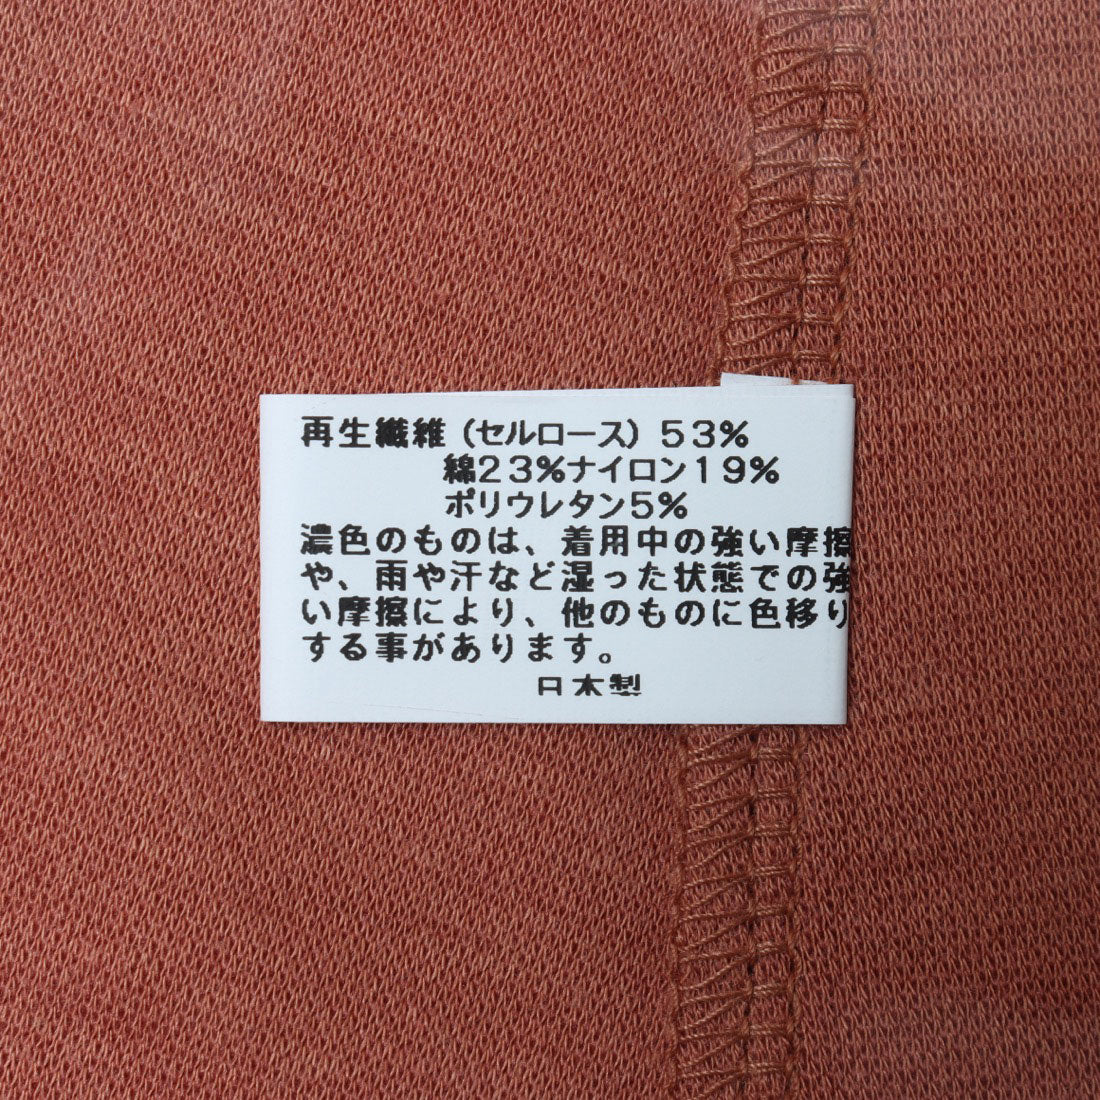 再生繊維（セルロース）５３％
綿２３％ナイロン１９％
ポリウレタン５％
濃色のものは、着用中の強い摩擦
や、雨や汗など湿った状態での強
い摩擦により、他のものに色移り
する事があります。
日本製